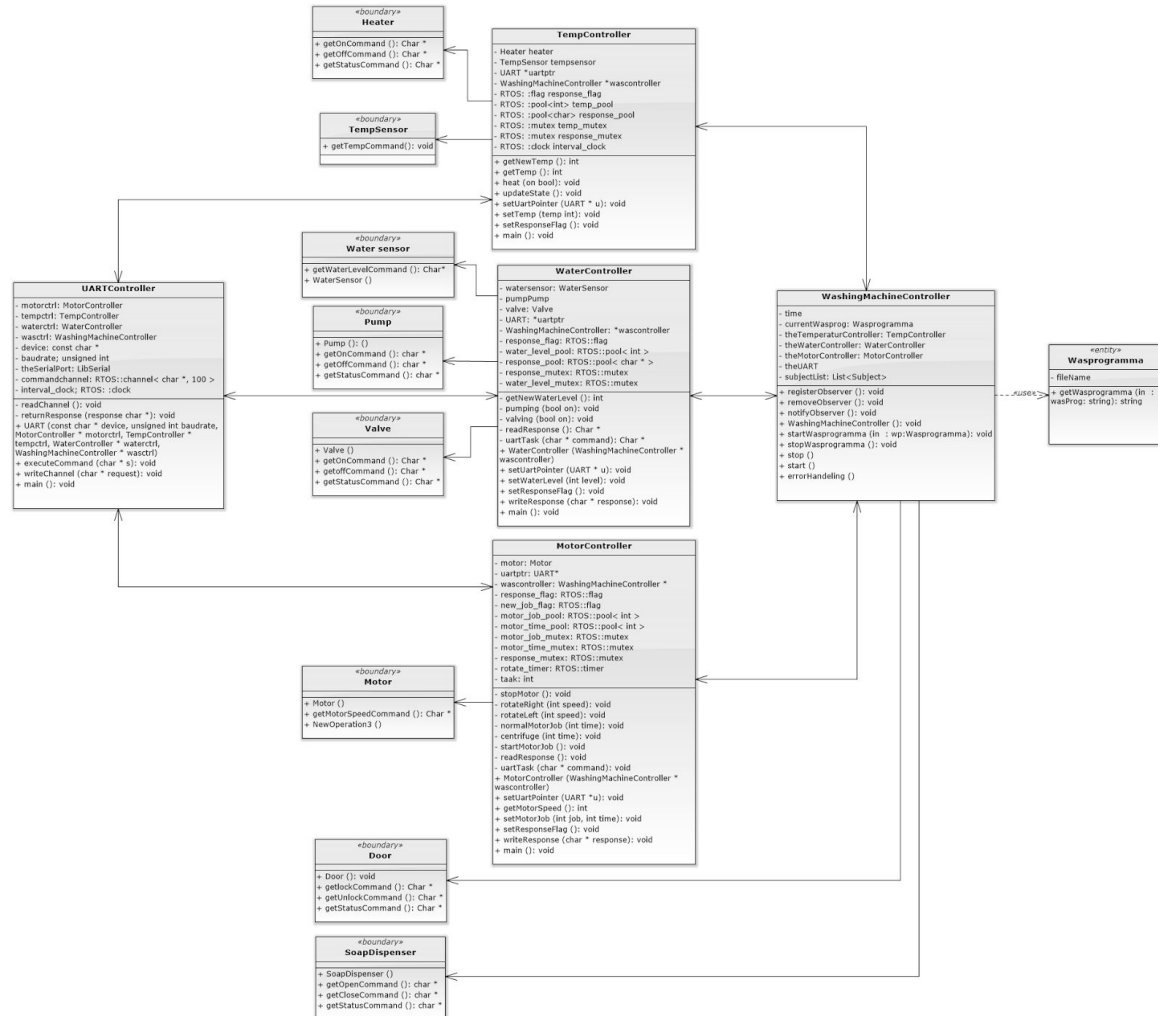 «boundary»
Heater
+ getOnCommand (): Char *
+ getOffCommand (): Char *
+ getStatusCommand (): Char *
TempController
- Heater heater
- TempSensor tempsensor
- UART *uartptr
- WashingMachineController *wascontroller
- RTOS: :flag response_flag
- RTOS: :pool<int> temp_pool
- RTOS: :pool<char> response_pool
- RTOS: :mutex temp_mutex
- RTOS: :mutex response_mutex
- RTOS: :clock interval_clock
+ getNewTemp (): int
+ getTemp (): int
+ heat (on bool): void
+ updateState (): void
+ setUartPointer (UART * u): void
+ setTemp (temp int): void
+ setResponseFlag (): void
+ main (): void
«boundary»
TempSensor
+ getTempCommand(): void
«boundary»
Water sensor
+ getWaterLevelCommand (): Char*
+ WaterSensor ()
«boundary»
Pump
+ Pump (): ()
+ getOnCommand (): char *
+ getOffCommand (): char *
+ getStatusCommand (): char *
«boundary»
Valve
+ Valve ()
+ getOnCommand (): Char *
+ getoffCommand (): Char *
+ getStatusCommand (): Char *
WaterController
- watersensor: WaterSensor
- pumpPump
- valve: Valve
- UART: *uartptr
- WashingMachineController: *wascontroller
- response_flag: RTOS::flag
- water_level_pool: RTOS::pool< int >
- response_pool: RTOS::pool< char * >
- response_mutex: RTOS::mutex
- water_level_mutex: RTOS::mutex
- getNewWaterLevel (): int
- pumping (bool on): void
- valving (bool on): void
- readResponse (): Char *
- uartTask (char * command): Char *
+ WaterController (WashingMachineController *
wascontroller)
+ setUartPointer (UART * u): void
+ setWaterLevel (int level): void
+ setResponseFlag (): void
+ writeResponse (char * response): void
+ main (): void
UARTController
- motorctrl: MotorController
- tempctrl: TempController
- waterctrl: WaterController
- wasctrl: WashingMachineController
- device: const char *
- baudrate; unsigned int
- theSerialPort: LibSerial
- commandchannel: RTOS::channel< char *, 100 >
- interval_clock; RTOS: :clock
- readChannel (): void
- returnResponse (response char *): void
+ UART (const char * device, unsigned int baudrate,
MotorController * motorctrl, TempController *
tempctrl, WaterController * waterctrl,
WashingMachineController * wasctrl)
+ executeCommand (char * s): void
+ writeChannel (char * request): void
+ main (): void
WashingMachineController
- time
- currentWasprog: Wasprogramma
- theTemperaturController: TempController
- theWaterController: WaterController
- theMotorController: MotorController
- theUART
- subjectList: List<Subject>
+ registerObserver (): void
+ removeObserver (): void
+ notifyObserver (): void
+ WashingMachineController (): void
+ startWasprogramma (in : wp:Wasprogramma): void
+ stopWasprogramma (): void
+ stop ()
+ start ()
+ errorHandeling ()
«use»
«entity»
Wasprogramma
- fileName
+ getWasprogramma (in :
wasProg: string): string
MotorController
- motor: Motor
- uartptr: UART*
- wascontroller: WashingMachineController *
- response_flag: RTOS::flag
- new_job_flag: RTOS::flag
- motor_job_pool: RTOS::pool< int >
- motor_time_pool: RTOS::pool< int >
- motor_job_mutex: RTOS::mutex
- motor_time_mutex: RTOS::mutex
- response_mutex: RTOS::mutex
- rotate_timer: RTOS::timer
- taak: int
- stopMotor (): void
- rotateRight (int speed): void
- rotateLeft (int speed): void
- normalMotorJob (int time): void
- centrifuge (int time): void
- startMotorJob (): void
- readResponse (): void
- uartTask (char * command): void
+ MotorController (WashingMachineController *
wascontroller)
+ setUartPointer (UART *u): void
+ getMotorSpeed (): int
+ setMotorJob (int job, int time): void
+ setResponseFlag (): void
+ writeResponse (char * response): void
+ main (): void
«boundary»
Motor
+ Motor ()
+ getMotorSpeedCommand (): Char *
+ NewOperation3 ()
«boundary»
Door
+ Door (): void
+ getlockCommand (): Char *
+ getUnlockCommand (): Char *
+ getStatusCommand (): Char *
«boundary»
SoapDispenser
+ SoapDispenser ()
+ getOpenCommand (): char *
+ getCloseCommand (): char *
+ getStatusCommand (): char *